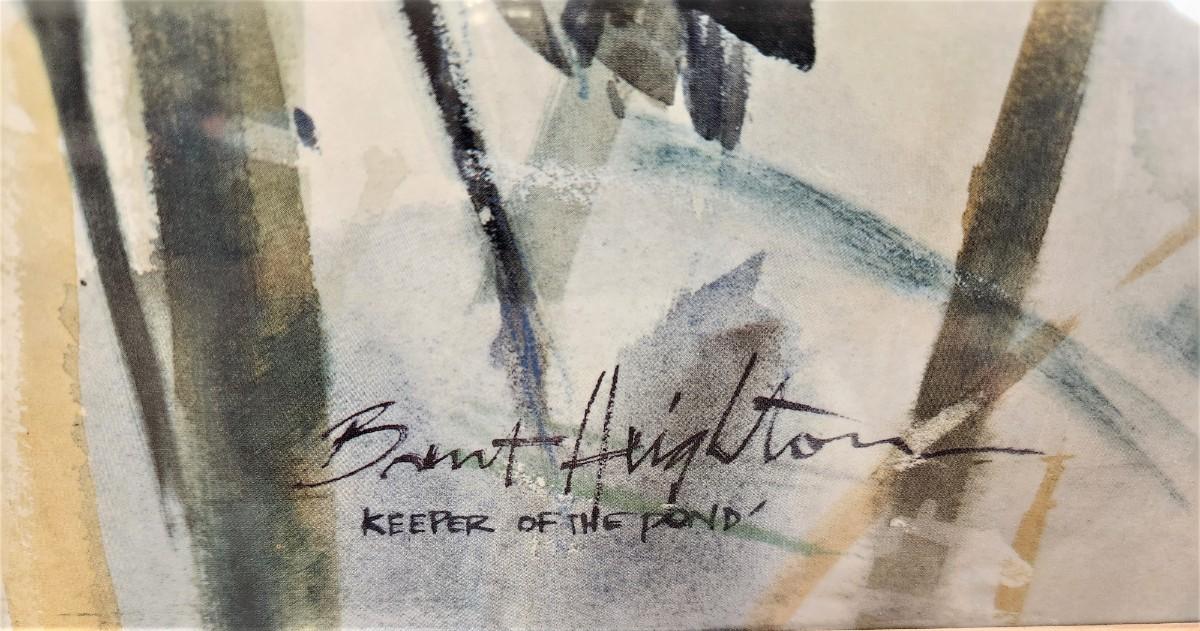 Brent Heighton
KEEPER OF THE POND'